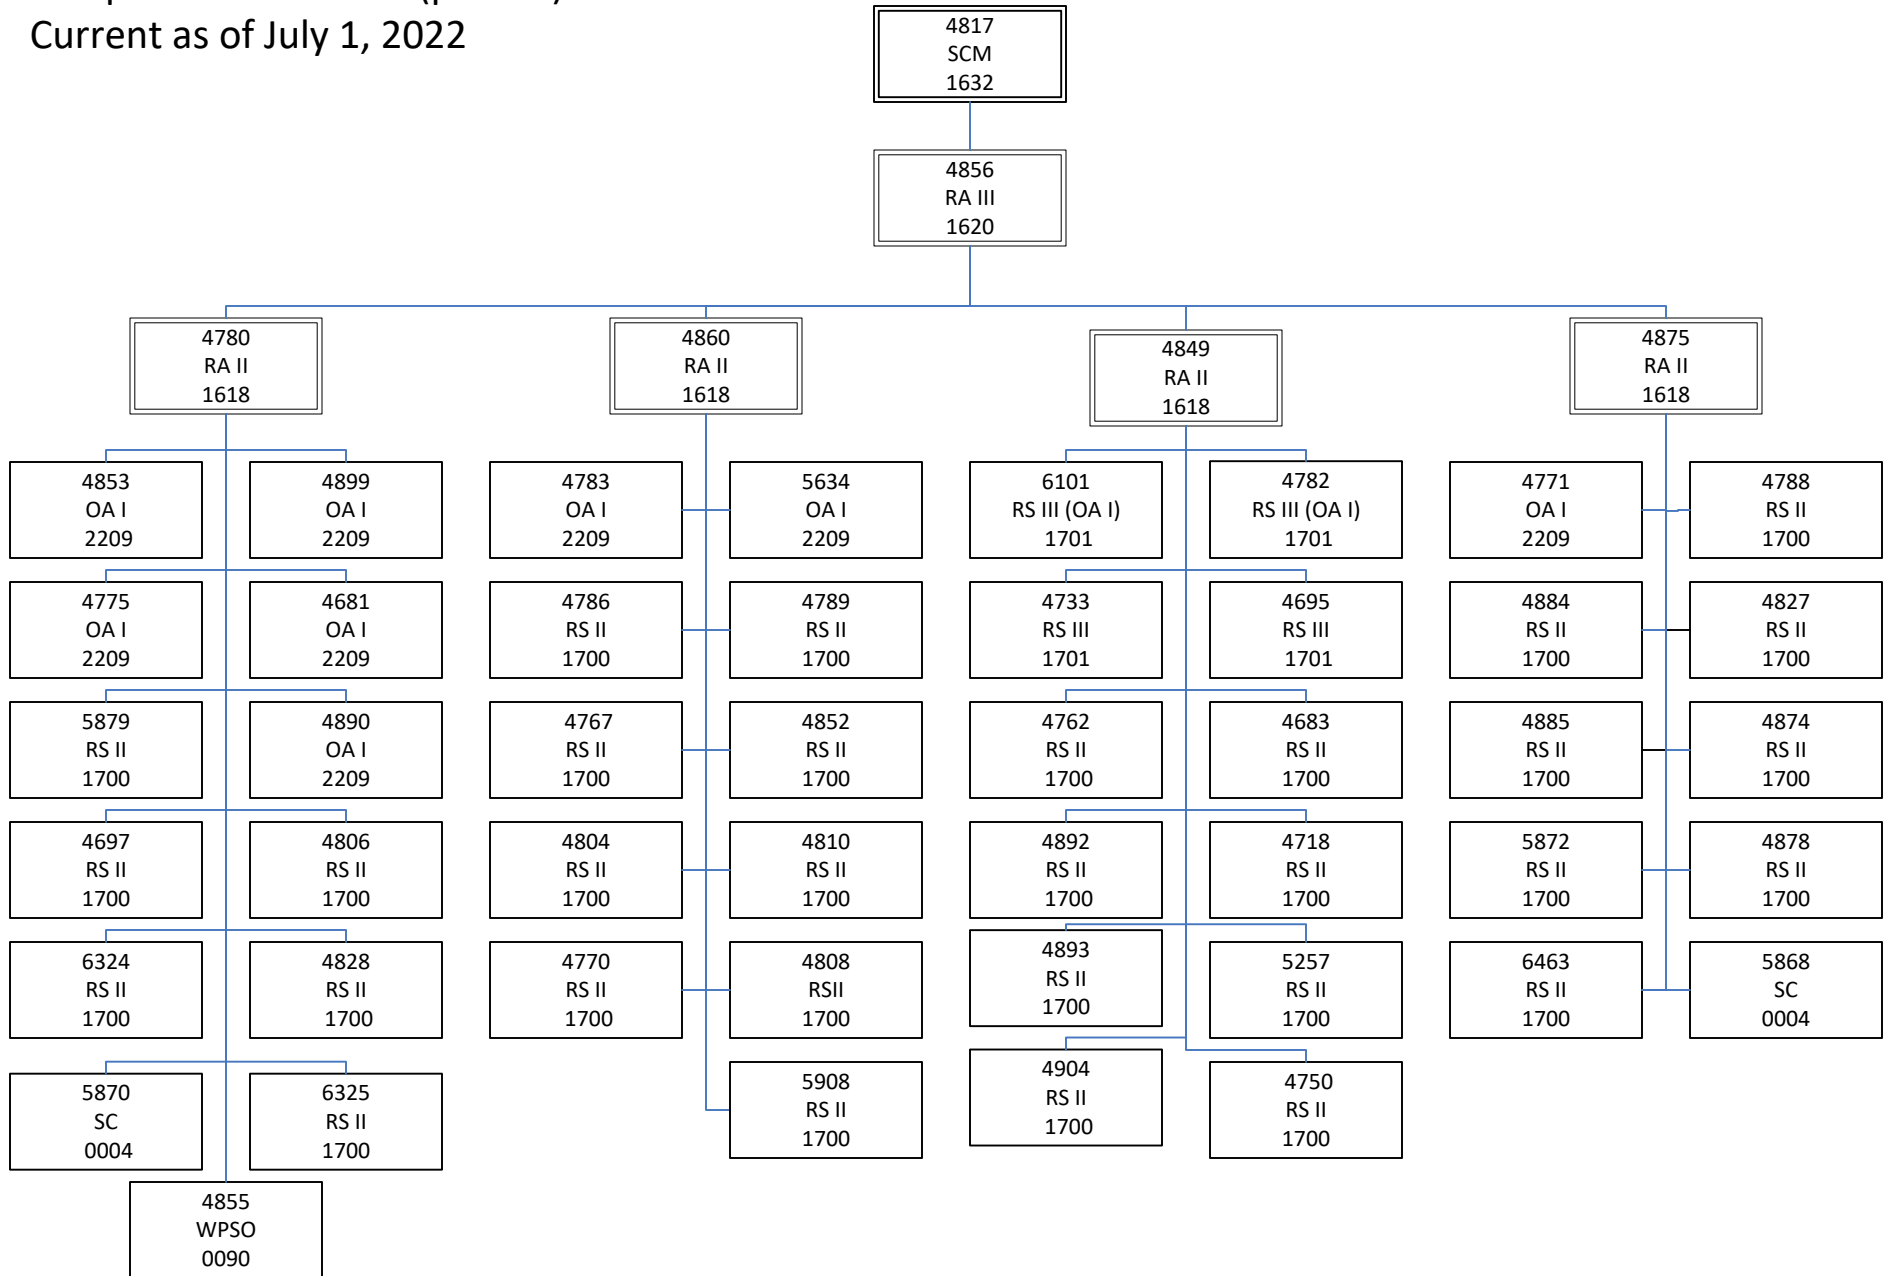 Current as of July 1, 2022
4817
SCM
1632
4856
RA III
1620
4780
RA II
1618
4860
RA II
1618
4849
RA II
1618
4875
RA II
1618
4853
OA I
2209
4899
OA I
2209
4783
OA I
2209
5634
OA I
2209
6101
RS III (OA I)
1701
4782
RS III (OA I)
1701
4771
OA I
2209
4788
RS II
1700
4775
OA I
2209
4681
OA I
2209
4786
RS II
1700
4789
RS II
1700
4733
RS III
1701
4695
RS III
1701
4884
RS II
1700
4827
RS II
1700
5879
RS II
1700
4890
OA I
2209
4767
RS II
1700
4852
RS II
1700
4762
RS II
1700
4683
RS II
1700
4885
RS II
1700
4874
RS II
1700
4697
RS II
1700
4806
RS II
1700
4804
RS II
1700
4810
RS II
1700
4892
RS II
1700
4718
RS II
1700
5872
RS II
1700
4878
RS II
1700
6324
RS II
1700
4828
RS II
1700
4770
RS II
1700
4808
RSII
1700
4893
RS II
1700
5257
RS II
1700
6463
RS II
1700
5868
SC
0004
5870
SC
0004
6325
RS II
1700
5908
RS II
1700
4904
RS II
1700
4750
RS II
1700
4855
WPSO
0090